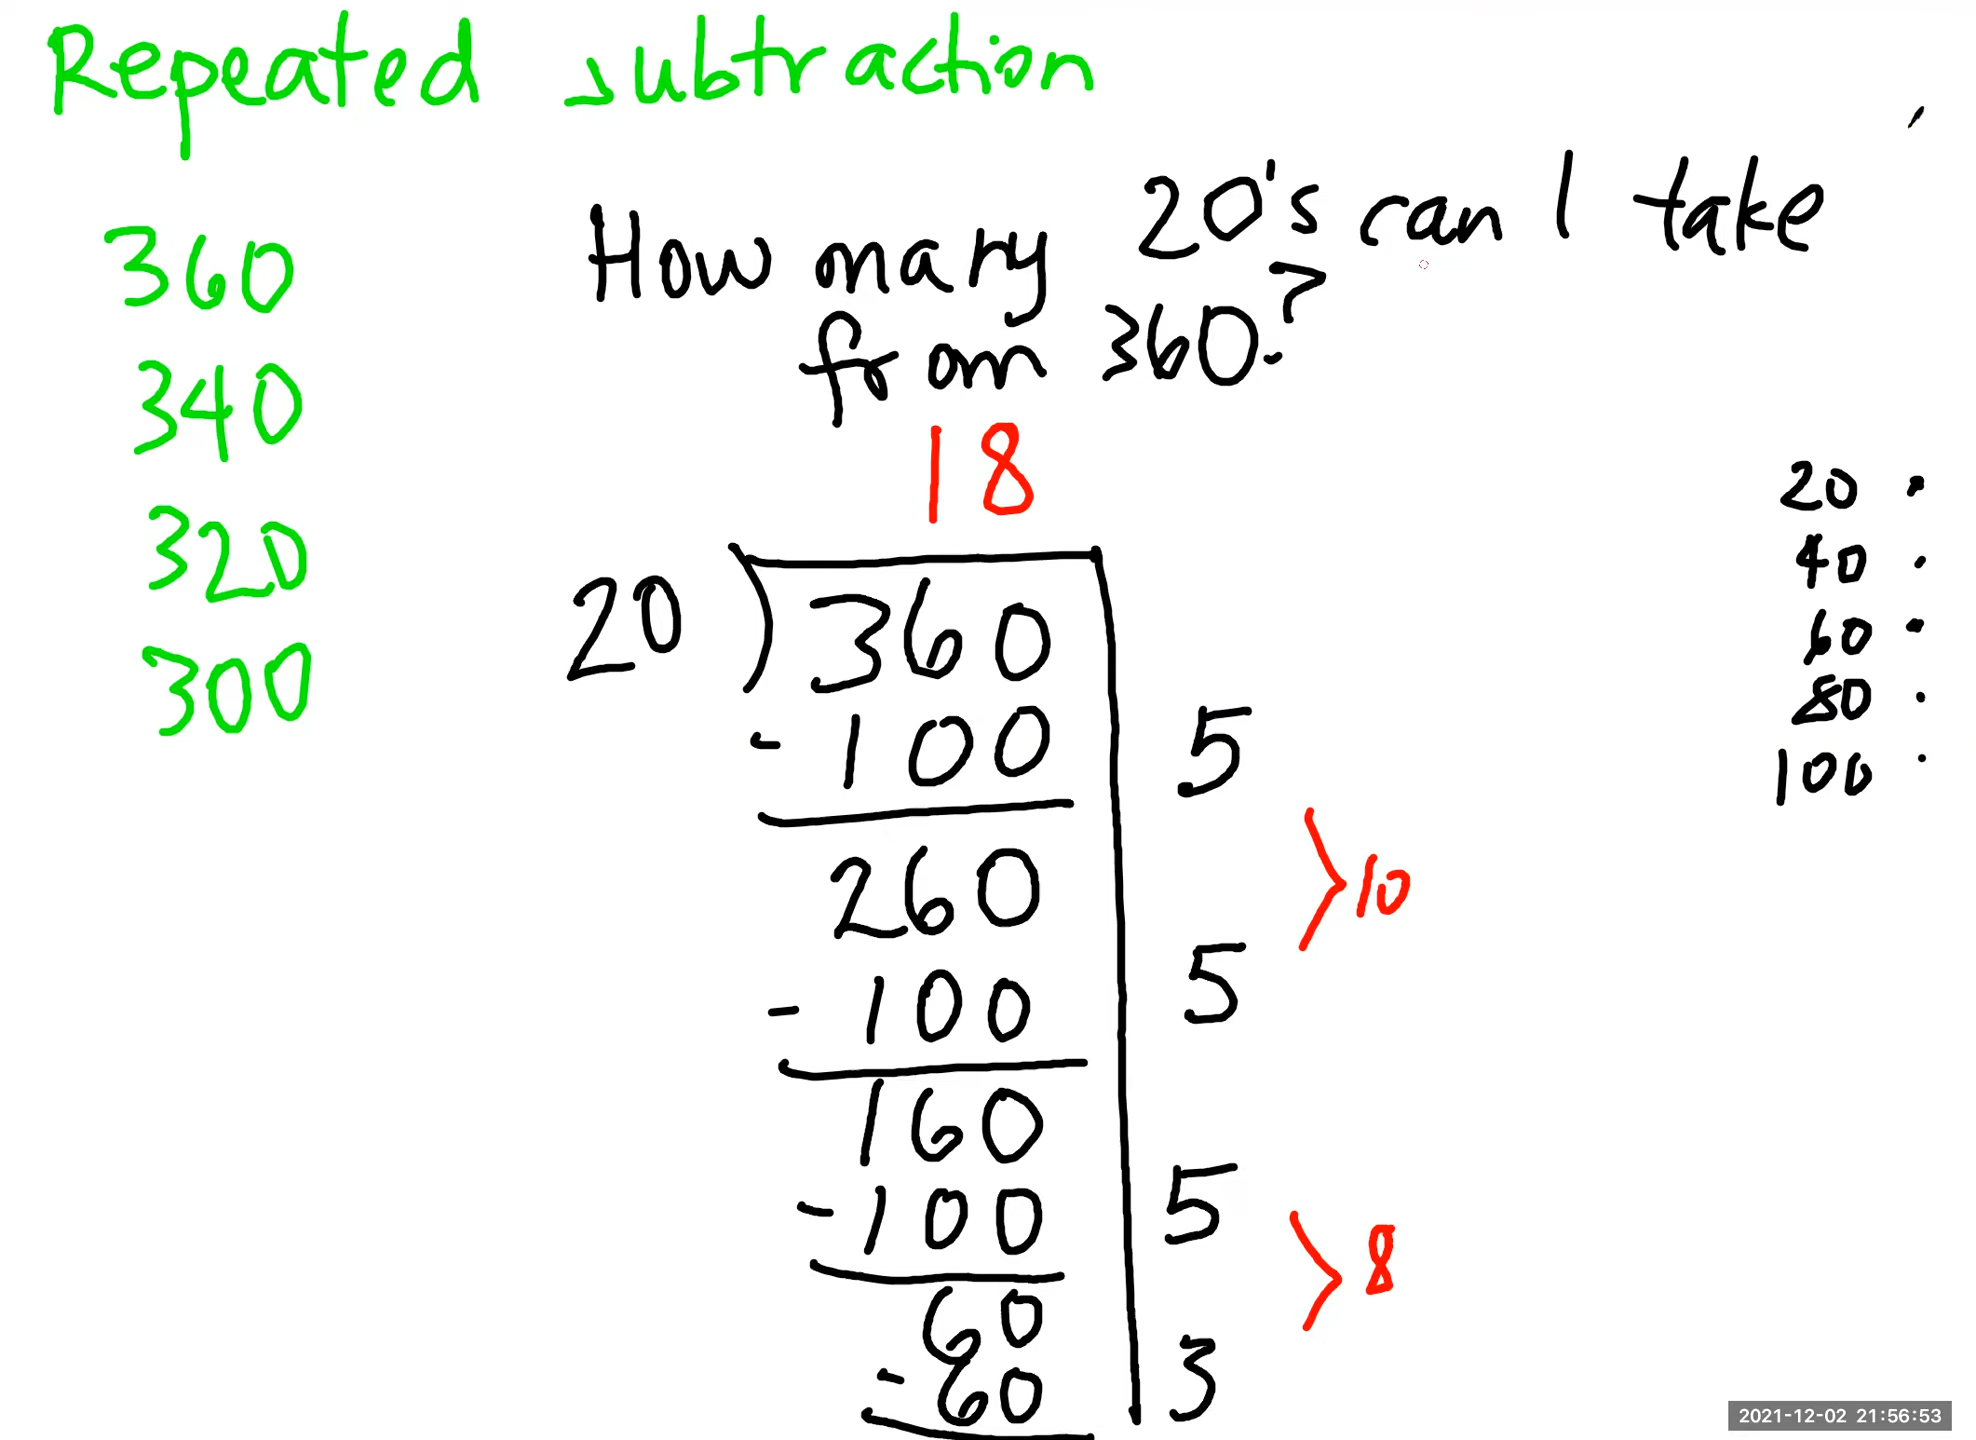 Repeated subtraction
How many 20's can I take
from 360?
360
340
320
300
18
20 ) 360
- 100 5
260
10
- 100 5
160
- 100 5
8
60
- 60 3
20
40
60
80
100
2021-12-02 21:56:53